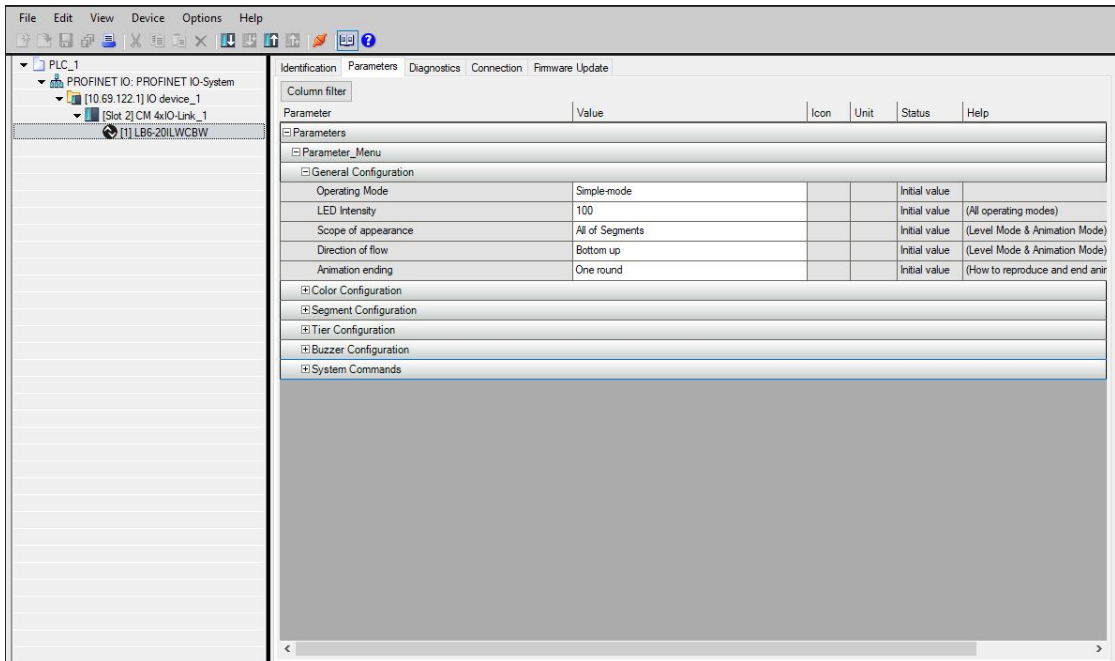 File Edit View Device Options Help
PLC_1
PROFINET IO: PROFINET IO-System
[10.69.122.1] IO device_1
[Slot 2] CM 4xIO-Link_1
[1] LB6-20ILWCBW
Identification Parameters Diagnostics Connection Firmware Update
Column filter
Parameter Value Icon Unit Status Help
Parameters
Parameter_Menu
General Configuration
Operating Mode Simple-mode Initial value
LED Intensity 100 Initial value (All operating modes)
Scope of appearance All of Segments Initial value (Level Mode & Animation Mode)
Direction of flow Bottom up Initial value (Level Mode & Animation Mode)
Animation ending One round Initial value (How to reproduce and end anir
Color Configuration
Segment Configuration
Tier Configuration
Buzzer Configuration
System Commands